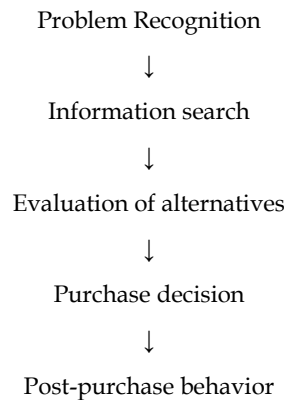 Problem Recognition
↓
Information search
↓
Evaluation of alternatives
↓
Purchase decision
↓
Post-purchase behavior